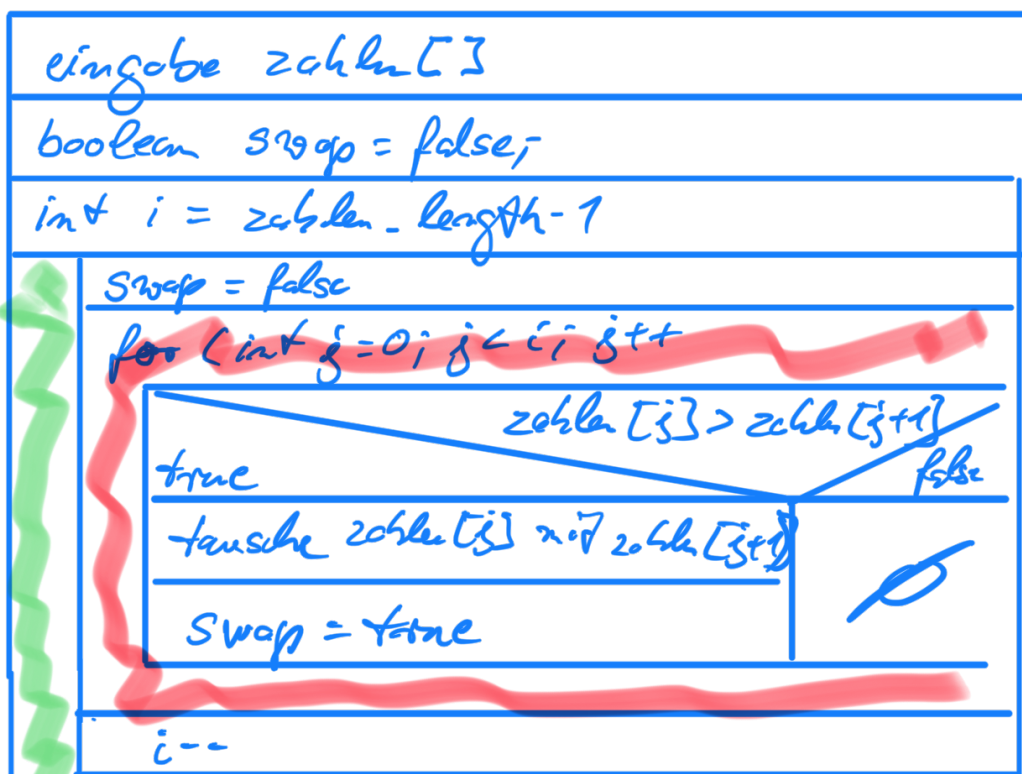 eingabe zahlen[]
boolean swap = false;
int i = zahlen.length-1
swap = false
for (int j=0; j<i; j++
zahlen[j]>zahlen[j+1]
true
false
tausche zahlen[j] mit zahlen[j+1]
swap = true
i--